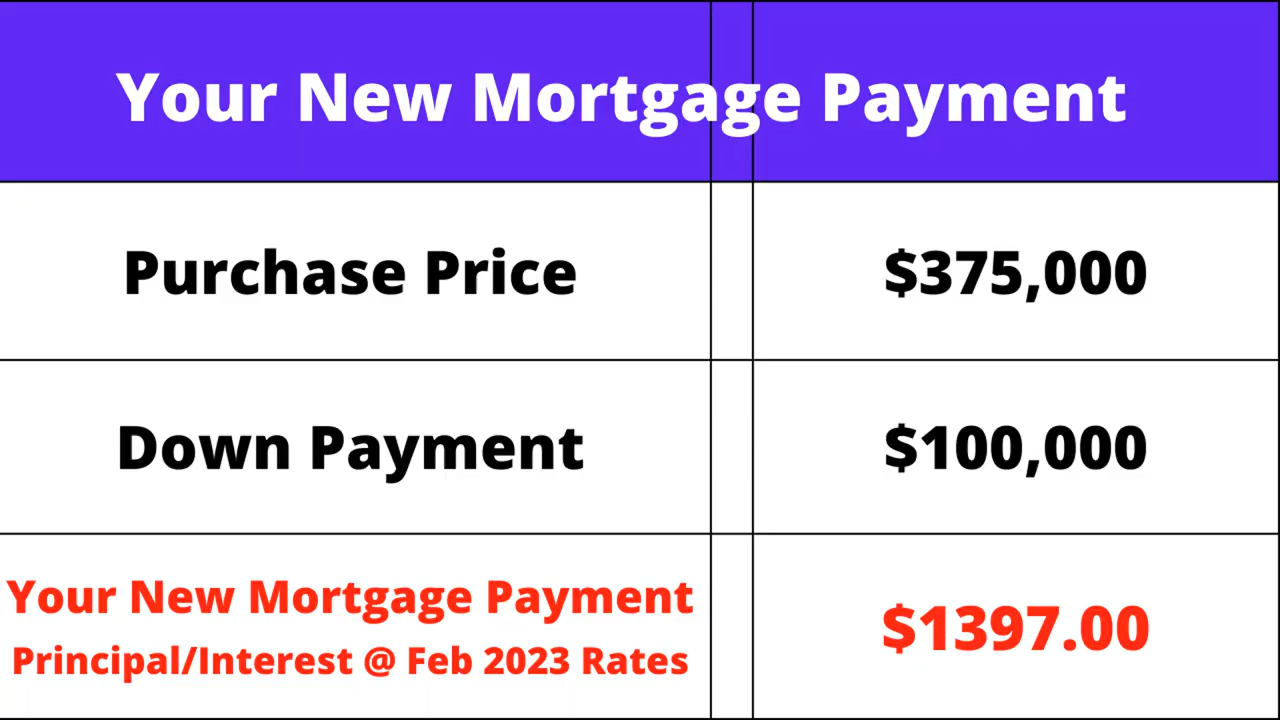 Your New Mortgage Payment
Purchase Price $375,000
Down Payment $100,000
Your New Mortgage Payment
Principal/Interest @ Feb 2023 Rates
$1397.00